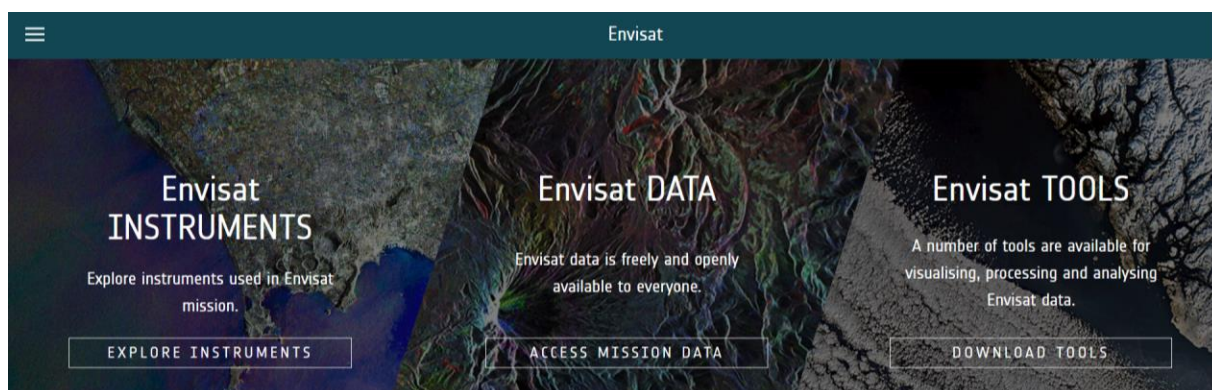 Envisat
Envisat
INSTRUMENTS
Explore instruments used in Envisat
mission.
EXPLORE INSTRUMENTS
Envisat DATA
Envisat data is freely and openly
available to everyone.
ACCESS MISSION DATA
Envisat TOOLS
A number of tools are available for
visualising, processing and analysing
Envisat data.
DOWNLOAD TOOLS